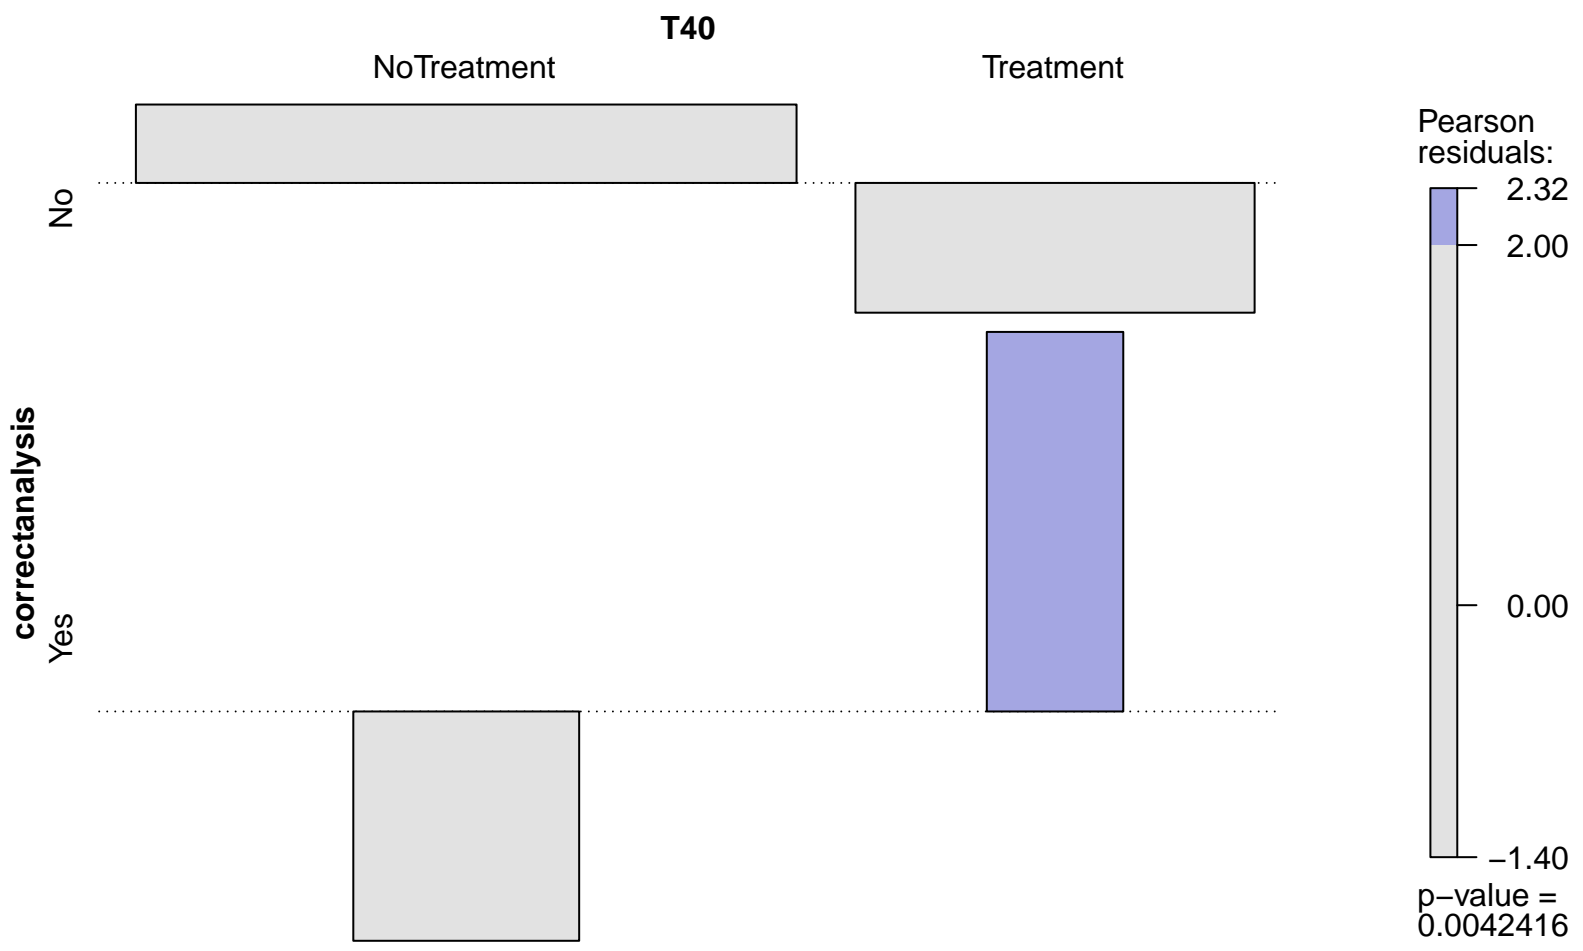 T40
NoTreatment
Treatment
correctanalysis
No
Yes
Pearson
residuals:
2.32
2.00
0.00
−1.40
p−value =
0.0042416